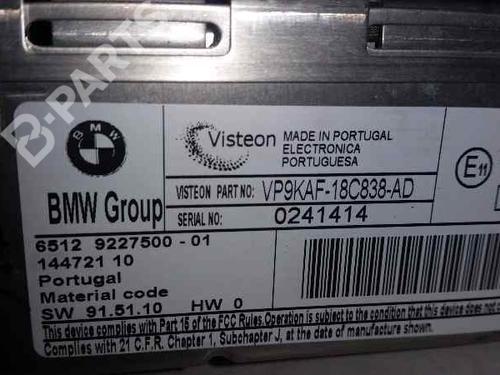 B-PARTS
BMW
Visteon
MADE IN PORTUGAL
ELECTRONICA
PORTUGUESA
E11
BMW Group
VISTEON PART NO: VP9KAF-18C838-AD
SERIAL NO: 0241414
6512 9227500 - 01
144721 10
Portugal
Material code
SW 91.51.10 HW 0
This device complies with Part 15 of the FCC Rules. Operation is subject to the condition that this device does not
Complies with 21 C.F.R. Chapter 1, Subchapter J, at the date of manufacture shown.